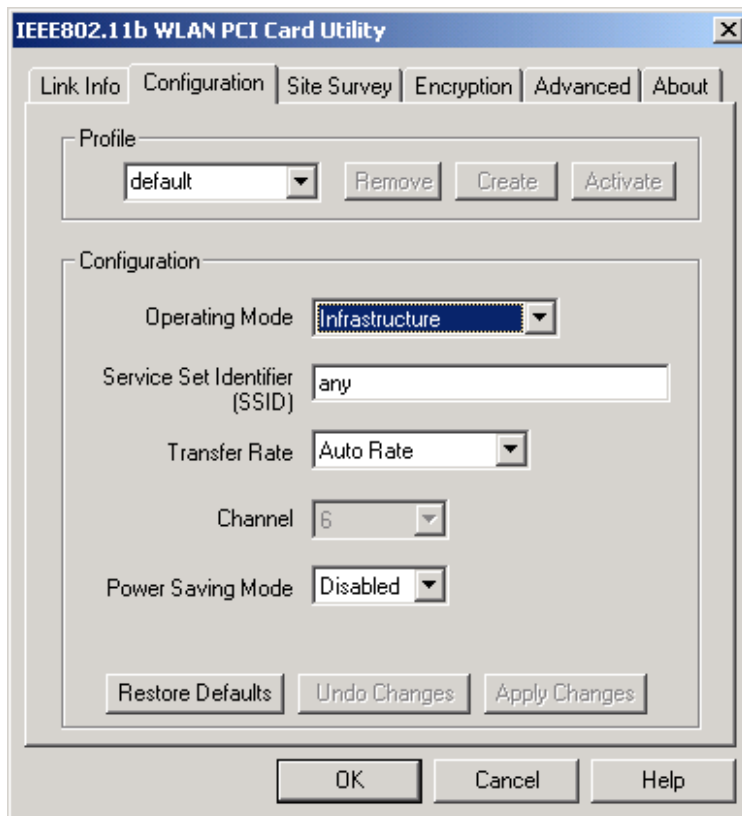 IEEE802.11b WLAN PCI Card Utility
Link Info Configuration Site Survey Encryption Advanced About
Profile
default Remove Create Activate
Configuration
Operating Mode Infrastructure
Service Set Identifier
(SSID) any
Transfer Rate Auto Rate
Channel 6
Power Saving Mode Disabled
Restore Defaults Undo Changes Apply Changes
OK Cancel Help